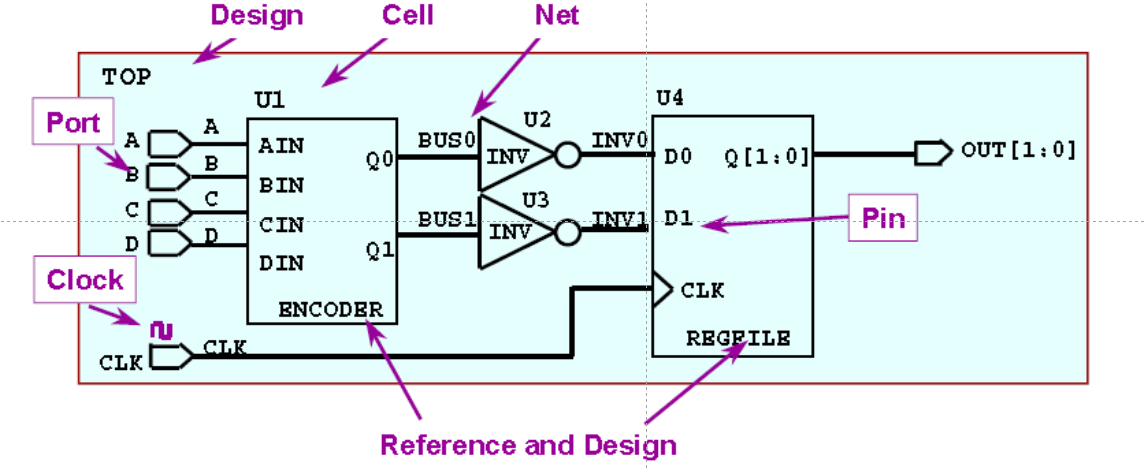 Design
Cell
Net
TOP
Port
U1
U2
U4
A
A
AIN
Q0
BUS0
INV
INV0
D0
Q[1:0]
OUT[1:0]
B
B
BIN
U3
C
C
CIN
BUS1
INV
INV1
D1
Pin
D
D
DIN
Q1
Clock
CLK
ENCODER
CLK
CLK
REGFILE
Reference and Design